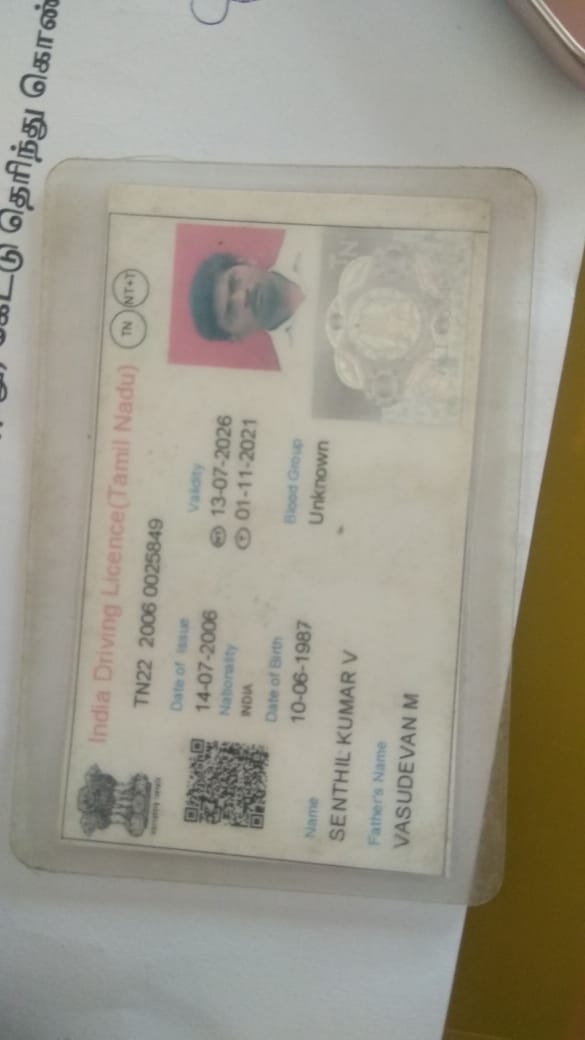 தெரிந்து
India Driving Licence(Tamil Nadu)
TN NT+T
TN22 2006 0025849
Date of Issue Validity
14-07-2006 NT 13-07-2026
Nationality T 01-11-2021
INDIA
Date of Birth Blood Group
10-06-1987 Unknown
Name
SENTHIL KUMAR V
Father's Name
VASUDEVAN M
TN